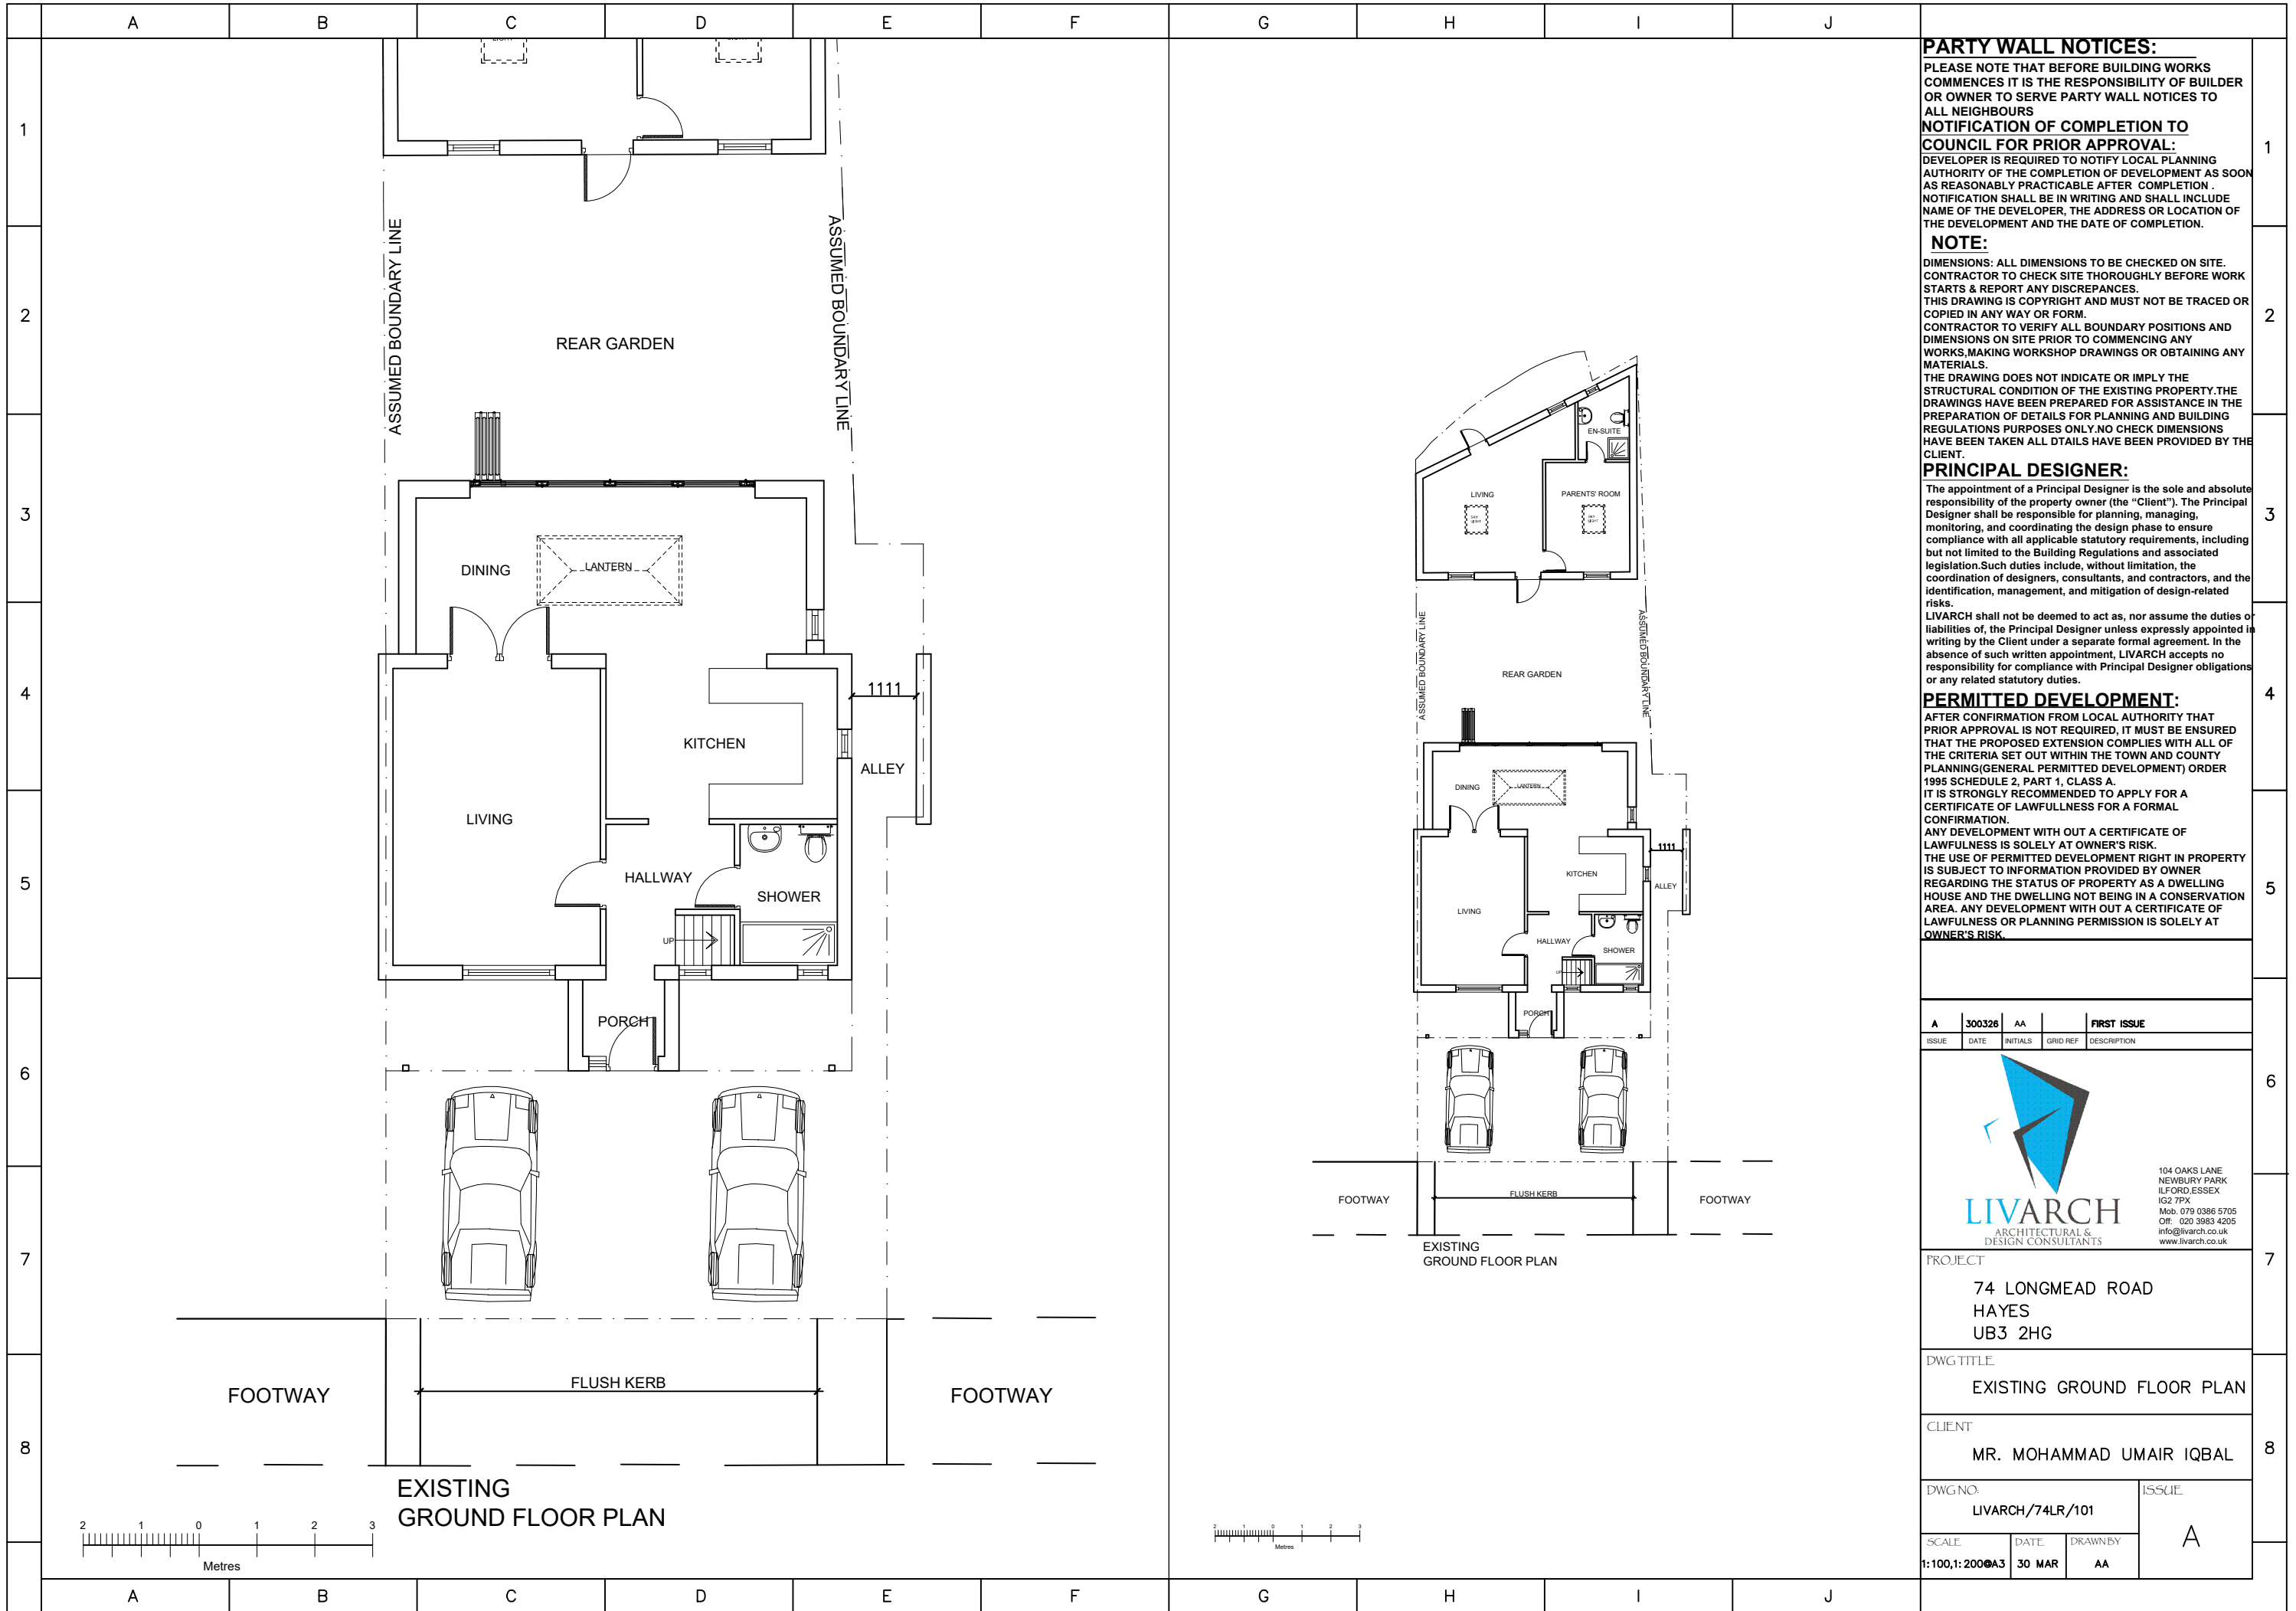 A B C D E F G H I J
1
2
3
4
5
6
7
8
ASSUMED BOUNDARY LINE
ASSUMED BOUNDARY LINE
REAR GARDEN
DINING
LANTERN
1111
KITCHEN
ALLEY
LIVING
HALLWAY
SHOWER
UP
PORCH
FLUSH KERB
FOOTWAY
FOOTWAY
EXISTING
GROUND FLOOR PLAN
2 1 0 1 2 3
Metres
EN-SUITE
LIVING
PARENTS' ROOM
SKY
LIGHT
SKY
LIGHT
ASSUMED BOUNDARY LINE
ASSUMED BOUNDARY LINE
REAR GARDEN
DINING
LANTERN
1111
KITCHEN
ALLEY
LIVING
HALLWAY
SHOWER
UP
PORCH
FOOTWAY
FLUSH KERB
FOOTWAY
EXISTING
GROUND FLOOR PLAN
2 1 0 1 2 3
Metres
PARTY WALL NOTICES:
PLEASE NOTE THAT BEFORE BUILDING WORKS
COMMENCES IT IS THE RESPONSIBILITY OF BUILDER
OR OWNER TO SERVE PARTY WALL NOTICES TO
ALL NEIGHBOURS
NOTIFICATION OF COMPLETION TO
COUNCIL FOR PRIOR APPROVAL:
DEVELOPER IS REQUIRED TO NOTIFY LOCAL PLANNING
AUTHORITY OF THE COMPLETION OF DEVELOPMENT AS SOON
AS REASONABLY PRACTICABLE AFTER COMPLETION .
NOTIFICATION SHALL BE IN WRITING AND SHALL INCLUDE
NAME OF THE DEVELOPER, THE ADDRESS OR LOCATION OF
THE DEVELOPMENT AND THE DATE OF COMPLETION.
NOTE:
DIMENSIONS: ALL DIMENSIONS TO BE CHECKED ON SITE.
CONTRACTOR TO CHECK SITE THOROUGHLY BEFORE WORK
STARTS & REPORT ANY DISCREPANCES.
THIS DRAWING IS COPYRIGHT AND MUST NOT BE TRACED OR
COPIED IN ANY WAY OR FORM.
CONTRACTOR TO VERIFY ALL BOUNDARY POSITIONS AND
DIMENSIONS ON SITE PRIOR TO COMMENCING ANY
WORKS,MAKING WORKSHOP DRAWINGS OR OBTAINING ANY
MATERIALS.
THE DRAWING DOES NOT INDICATE OR IMPLY THE
STRUCTURAL CONDITION OF THE EXISTING PROPERTY.THE
DRAWINGS HAVE BEEN PREPARED FOR ASSISTANCE IN THE
PREPARATION OF DETAILS FOR PLANNING AND BUILDING
REGULATIONS PURPOSES ONLY.NO CHECK DIMENSIONS
HAVE BEEN TAKEN ALL DTAILS HAVE BEEN PROVIDED BY THE
CLIENT.
PRINCIPAL DESIGNER:
The appointment of a Principal Designer is the sole and absolute
responsibility of the property owner (the “Client”). The Principal
Designer shall be responsible for planning, managing,
monitoring, and coordinating the design phase to ensure
compliance with all applicable statutory requirements, including
but not limited to the Building Regulations and associated
legislation.Such duties include, without limitation, the
coordination of designers, consultants, and contractors, and the
identification, management, and mitigation of design-related
risks.
LIVARCH shall not be deemed to act as, nor assume the duties or
liabilities of, the Principal Designer unless expressly appointed in
writing by the Client under a separate formal agreement. In the
absence of such written appointment, LIVARCH accepts no
responsibility for compliance with Principal Designer obligations
or any related statutory duties.
PERMITTED DEVELOPMENT:
AFTER CONFIRMATION FROM LOCAL AUTHORITY THAT
PRIOR APPROVAL IS NOT REQUIRED, IT MUST BE ENSURED
THAT THE PROPOSED EXTENSION COMPLIES WITH ALL OF
THE CRITERIA SET OUT WITHIN THE TOWN AND COUNTY
PLANNING(GENERAL PERMITTED DEVELOPMENT) ORDER
1995 SCHEDULE 2, PART 1, CLASS A.
IT IS STRONGLY RECOMMENDED TO APPLY FOR A
CERTIFICATE OF LAWFULLNESS FOR A FORMAL
CONFIRMATION.
ANY DEVELOPMENT WITH OUT A CERTIFICATE OF
LAWFULNESS IS SOLELY AT OWNER'S RISK.
THE USE OF PERMITTED DEVELOPMENT RIGHT IN PROPERTY
IS SUBJECT TO INFORMATION PROVIDED BY OWNER
REGARDING THE STATUS OF PROPERTY AS A DWELLING
HOUSE AND THE DWELLING NOT BEING IN A CONSERVATION
AREA. ANY DEVELOPMENT WITH OUT A CERTIFICATE OF
LAWFULNESS OR PLANNING PERMISSION IS SOLELY AT
OWNER'S RISK.
A 300326 AA FIRST ISSUE
ISSUE DATE INITIALS GRID REF DESCRIPTION
LIVARCH
ARCHITECTURAL &
DESIGN CONSULTANTS
104 OAKS LANE
NEWBURY PARK
ILFORD,ESSEX
IG2 7PX
Mob. 079 0386 5705
Off: 020 3983 4205
info@livarch.co.uk
www.livarch.co.uk
PROJECT
74 LONGMEAD ROAD
HAYES
UB3 2HG
DWG TITLE
EXISTING GROUND FLOOR PLAN
CLIENT
MR. MOHAMMAD UMAIR IQBAL
DWG NO:
LIVARCH/74LR/101
ISSUE
A
SCALE DATE DRAWN BY
1:100,1:200@A3 30 MAR AA
1
2
3
4
5
6
7
8
A B C D E F G H I J